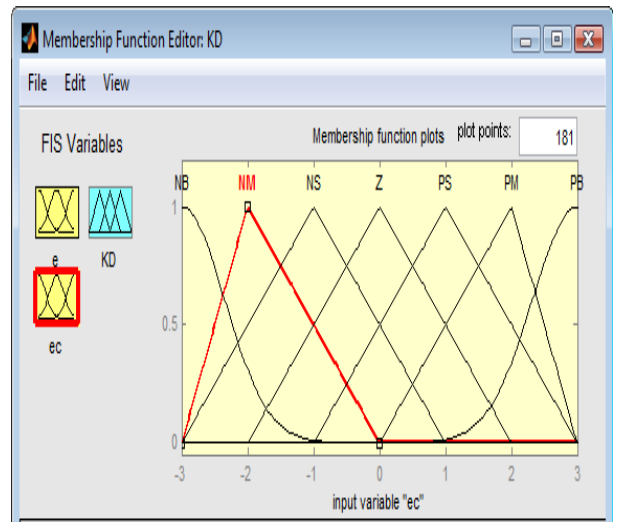 Membership Function Editor: KD
File Edit View
FIS Variables
Membership function plots plot points: 181
NB NM NS Z PS PM PB
e KD
ec
1
0.5
0
-3 -2 -1 0 1 2 3
input variable "ec"